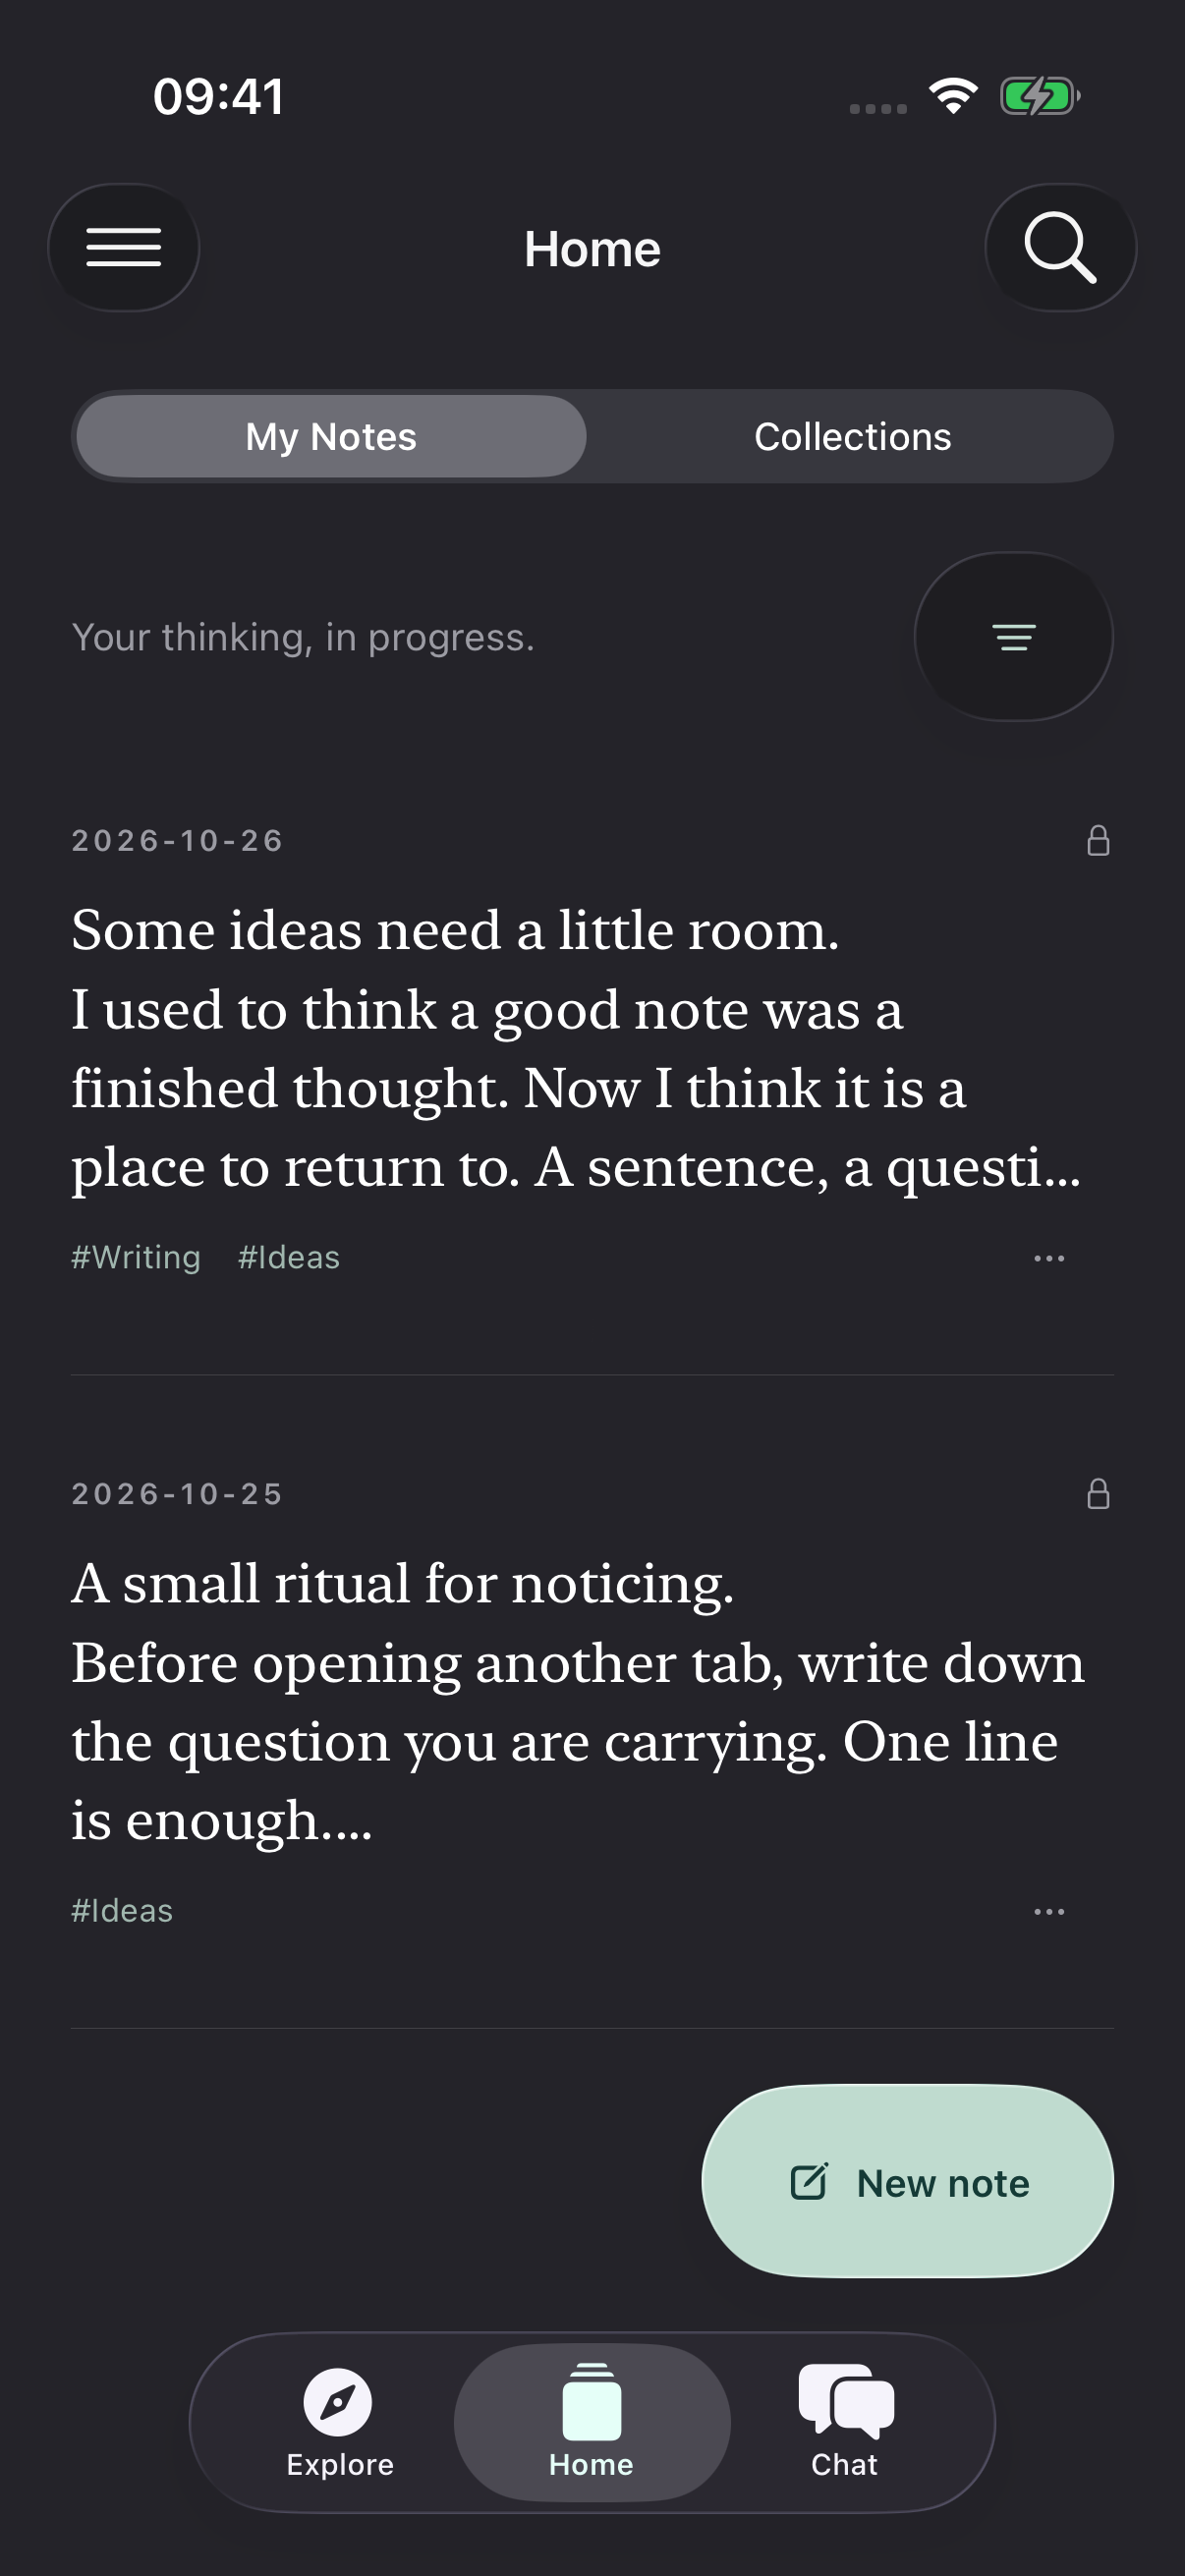 09:41
Home
My Notes
Collections
Your thinking, in progress.
2026-10-26
Some ideas need a little room.
I used to think a good note was a
finished thought. Now I think it is a
place to return to. A sentence, a questi...
#Writing #Ideas
2026-10-25
A small ritual for noticing.
Before opening another tab, write down
the question you are carrying. One line
is enough....
#Ideas
New note
Explore
Home
Chat